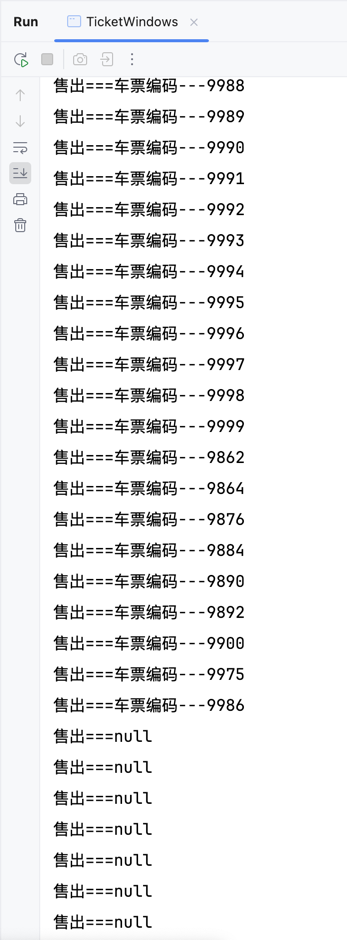 Run
TicketWindows
售出===车票编码---9988
售出===车票编码---9989
售出===车票编码---9990
售出===车票编码---9991
售出===车票编码---9992
售出===车票编码---9993
售出===车票编码---9994
售出===车票编码---9995
售出===车票编码---9996
售出===车票编码---9997
售出===车票编码---9998
售出===车票编码---9999
售出===车票编码---9862
售出===车票编码---9864
售出===车票编码---9876
售出===车票编码---9884
售出===车票编码---9890
售出===车票编码---9892
售出===车票编码---9900
售出===车票编码---9975
售出===车票编码---9986
售出===null
售出===null
售出===null
售出===null
售出===null
售出===null
售出===null